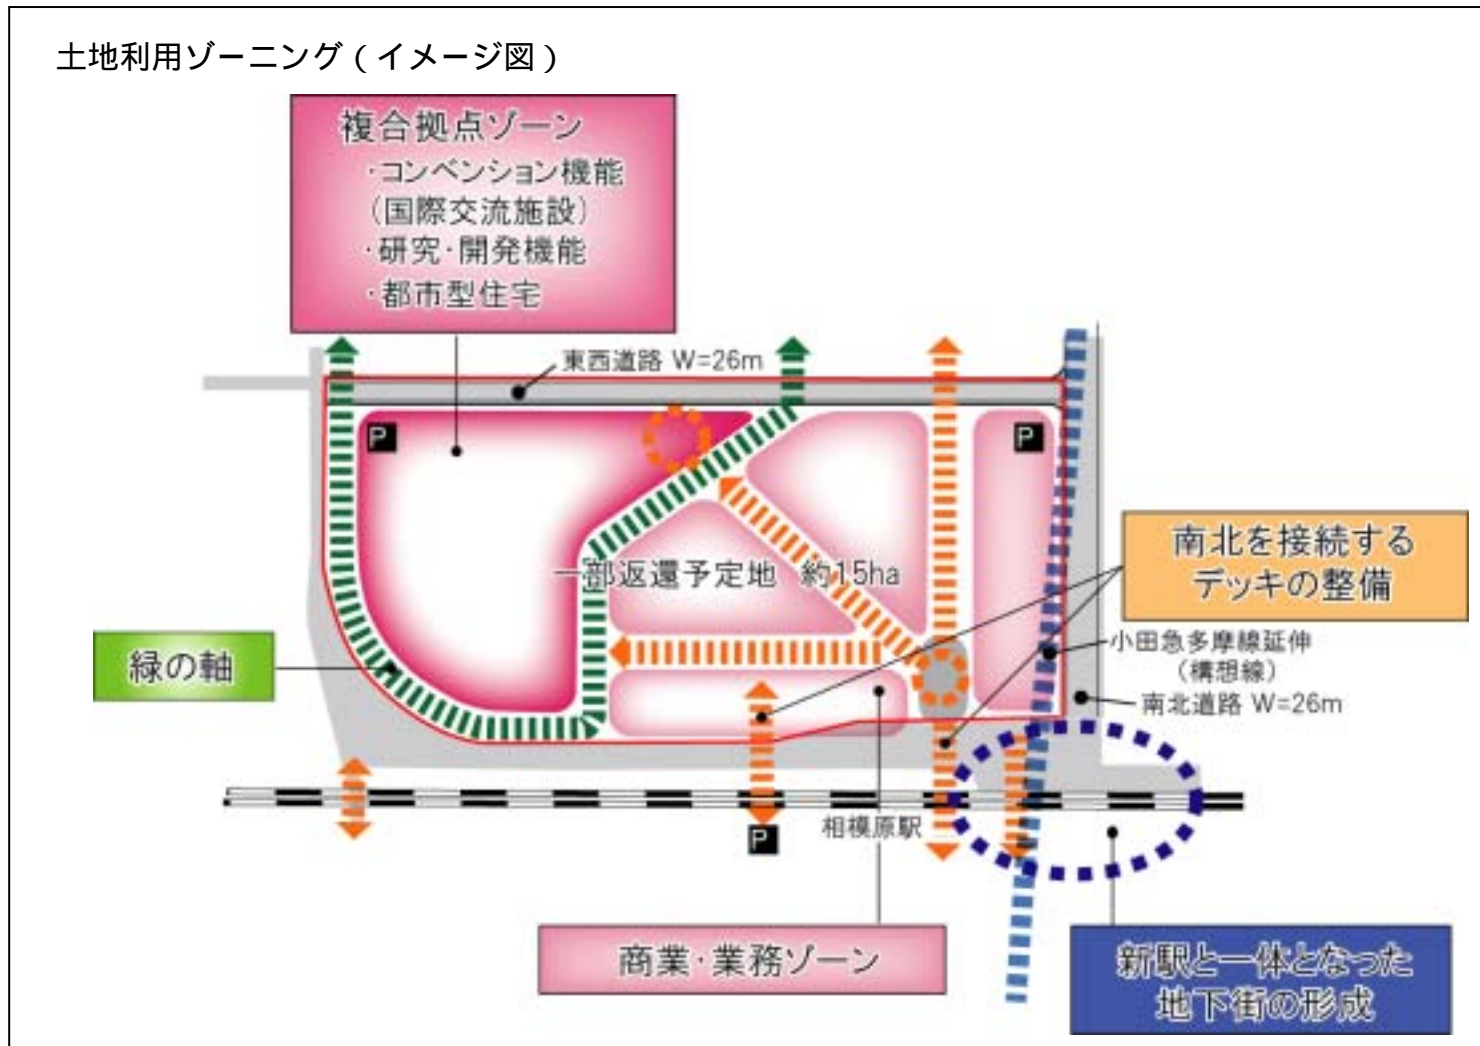 土地利用ゾーニング（イメージ図）
複合拠点ゾーン
・コンベンション機能
（国際交流施設）
・研究・開発機能
・都市型住宅
東西道路 W=26m
P
P
南北を接続する
デッキの整備
一部返還予定地 約15ha
小田急多摩線延伸
（構想線）
緑の軸
南北道路 W=26m
相模原駅
P
商業・業務ゾーン
新駅と一体となった
地下街の形成